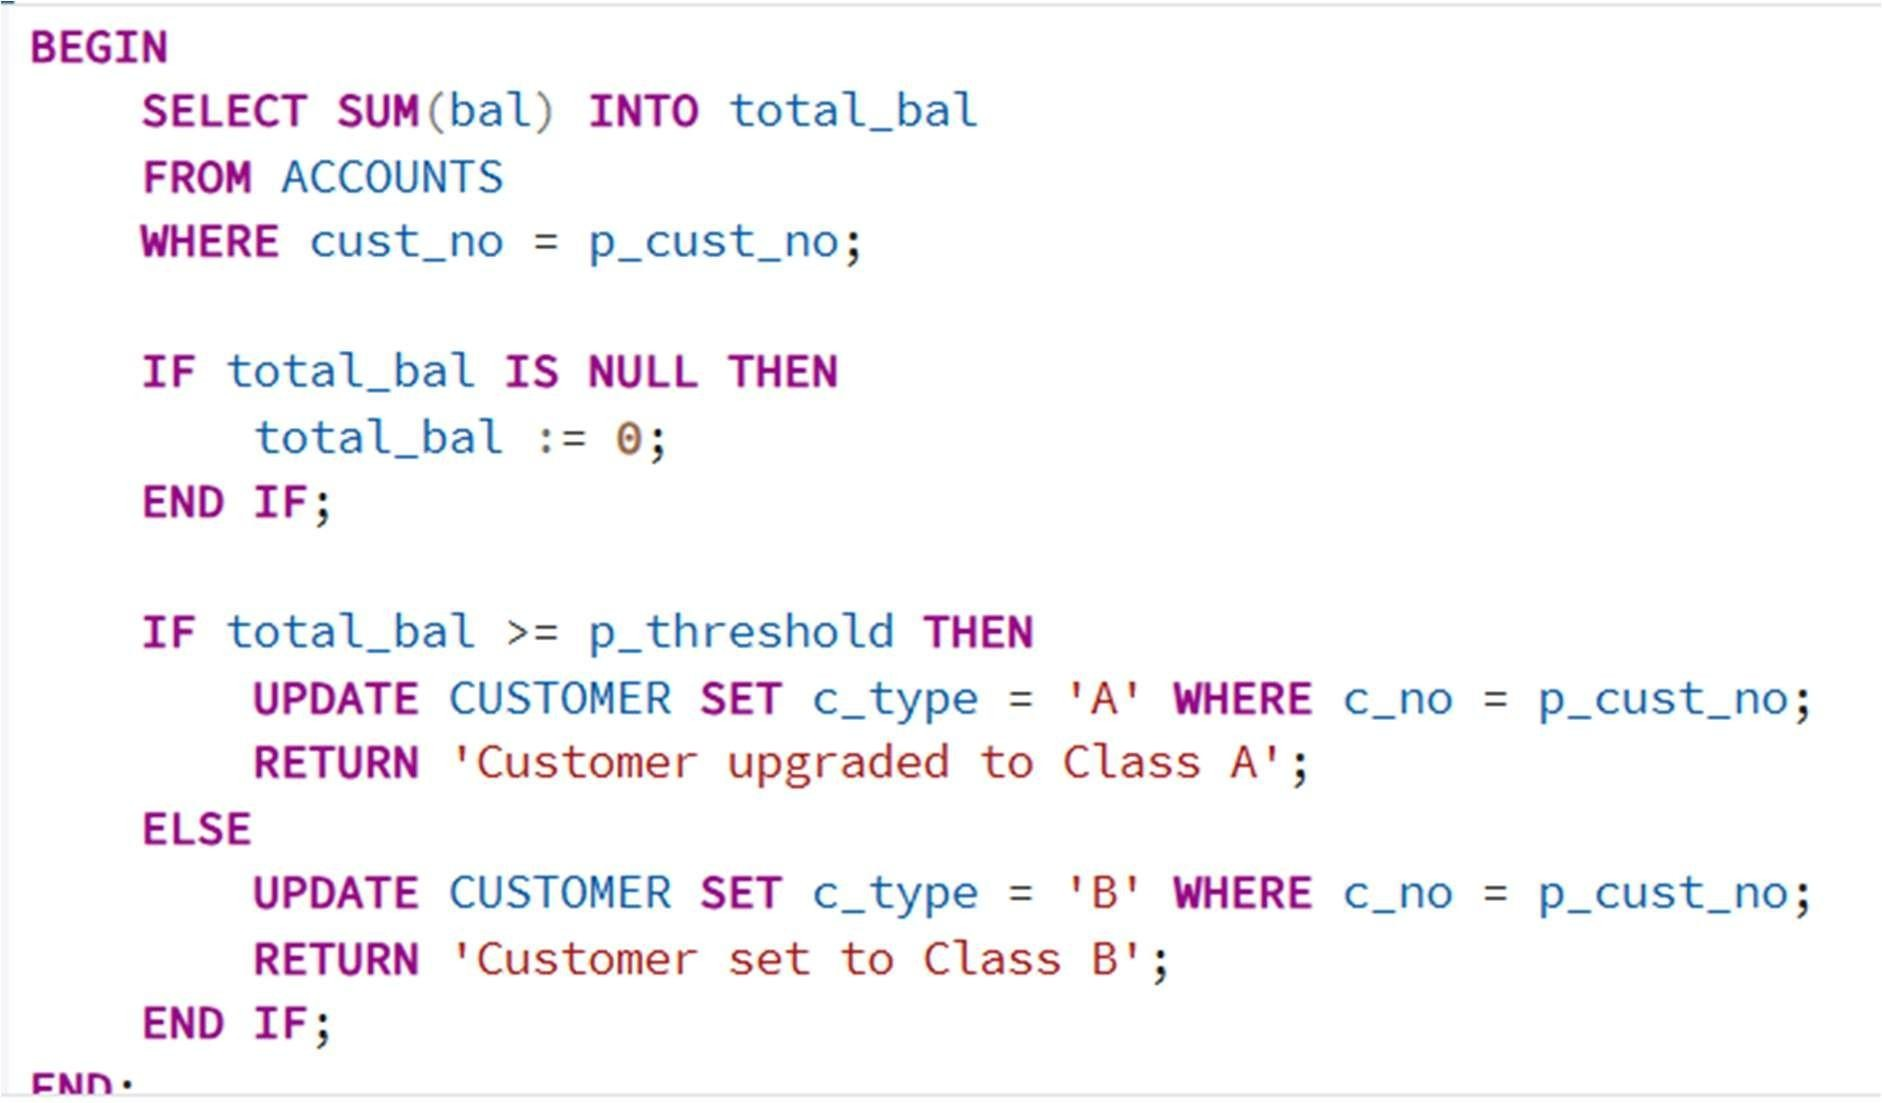 BEGIN
    SELECT SUM(bal) INTO total_bal
    FROM ACCOUNTS
    WHERE cust_no = p_cust_no;

    IF total_bal IS NULL THEN
        total_bal := 0;
    END IF;

    IF total_bal >= p_threshold THEN
        UPDATE CUSTOMER SET c_type = 'A' WHERE c_no = p_cust_no;
        RETURN 'Customer upgraded to Class A';
    ELSE
        UPDATE CUSTOMER SET c_type = 'B' WHERE c_no = p_cust_no;
        RETURN 'Customer set to Class B';
    END IF;
END;